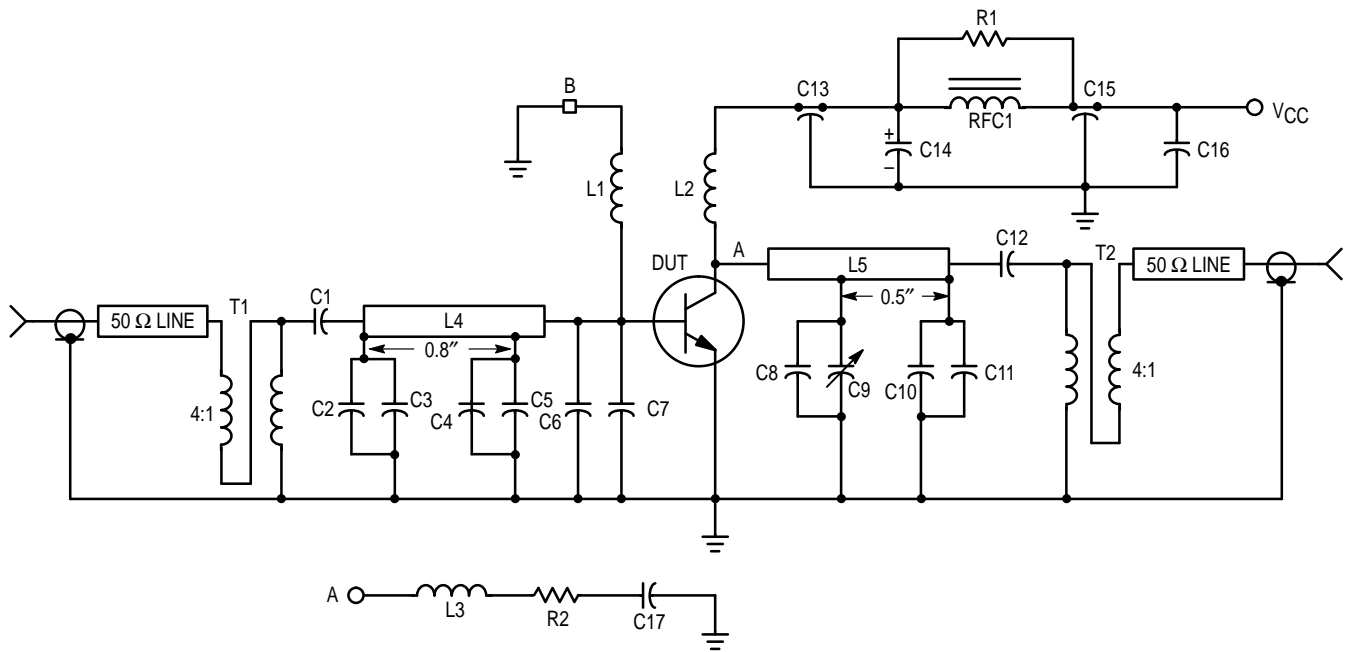 R1
B
C13
C15
VCC
RFC1
+
C14
–
C16
L1
L2
DUT
A
L5
C12
T2
50 Ω LINE
0.5″
50 Ω LINE
T1
C1
L4
0.8″
C8
C9
C10
C11
4:1
4:1
C2
C3
C4
C5
C6
C7
A
L3
R2
C17